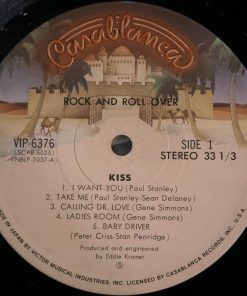 Casablanca
ROCK AND ROLL OVER
VIP-6376
(SCAB-6025)
(NBLP-7037-A)
SIDE 1
STEREO 33 1/3
KISS
1. I WANT YOU (Paul Stanley)
2. TAKE ME (Paul Stanley-Sean Delaney)
3. CALLING DR. LOVE (Gene Simmons)
4. LADIES ROOM (Gene Simmons)
5. BABY DRIVER
(Peter Criss-Stan Penridge)
Produced and engineered
by Eddie Kramer
MADE IN JAPAN BY VICTOR MUSICAL INDUSTRIES, INC. LICENSED BY CASABLANCA RECORDS, INC. U.S.A.